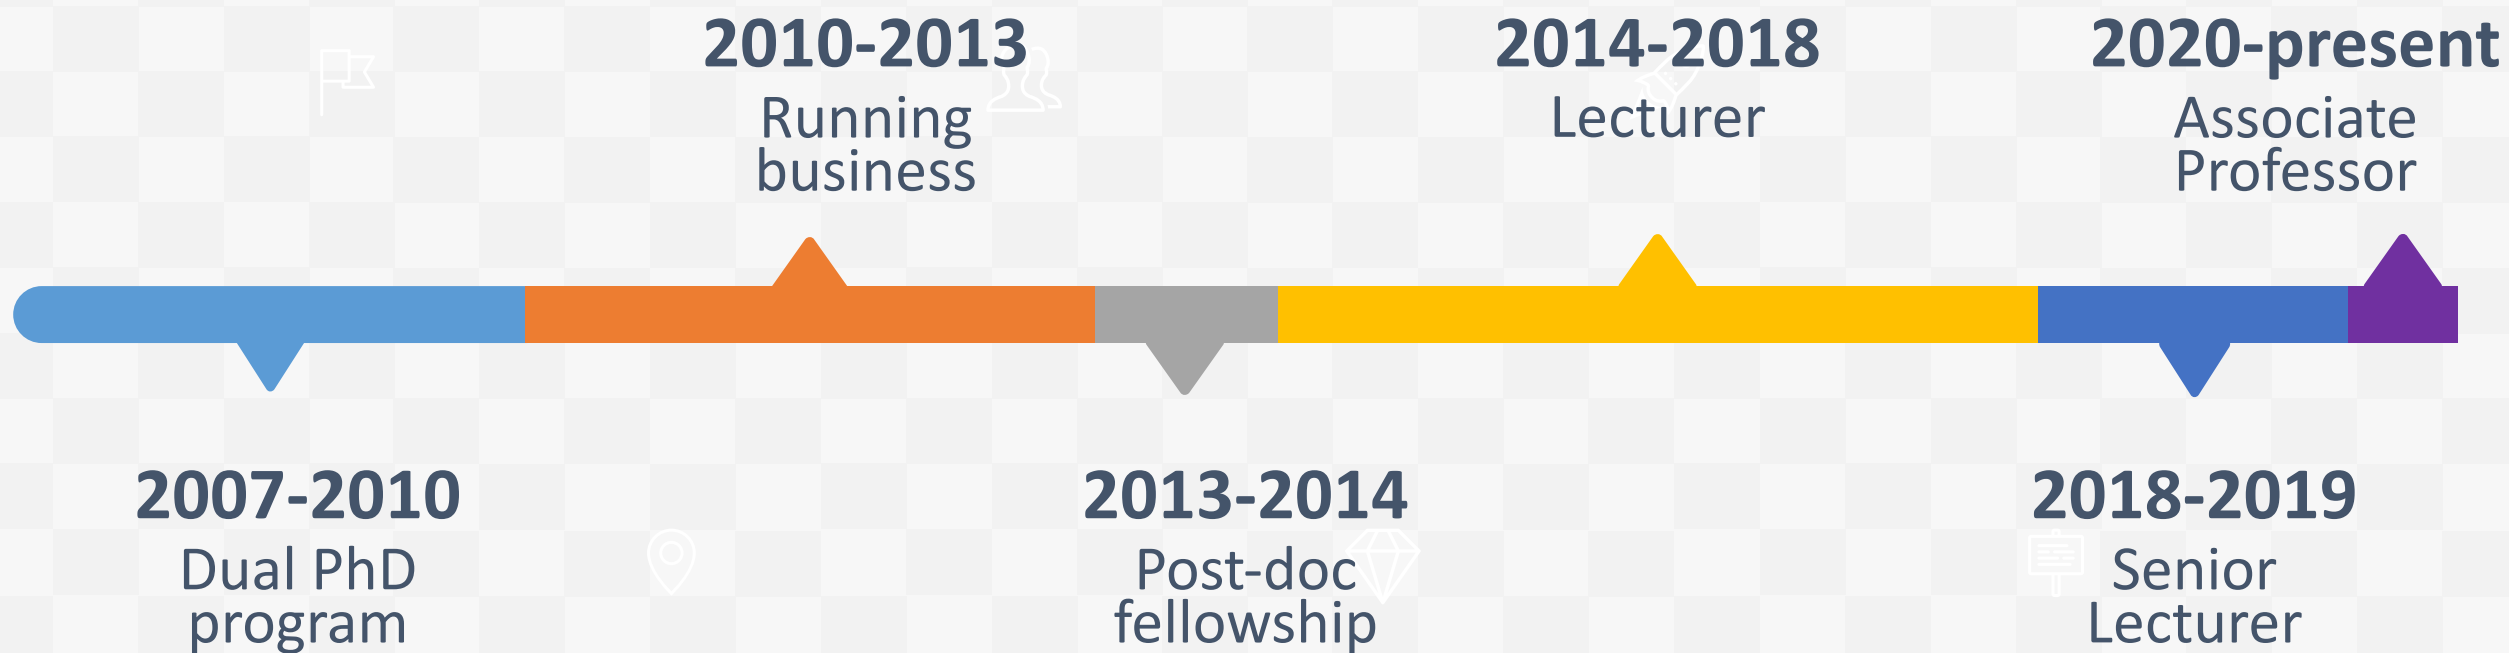 2010-2013
Running
business
2014-2018
Lecturer
2020-present
Associate
Professor
2007-2010
Dual PhD
program
2013-2014
Post-doc
fellowship
2018-2019
Senior
Lecturer